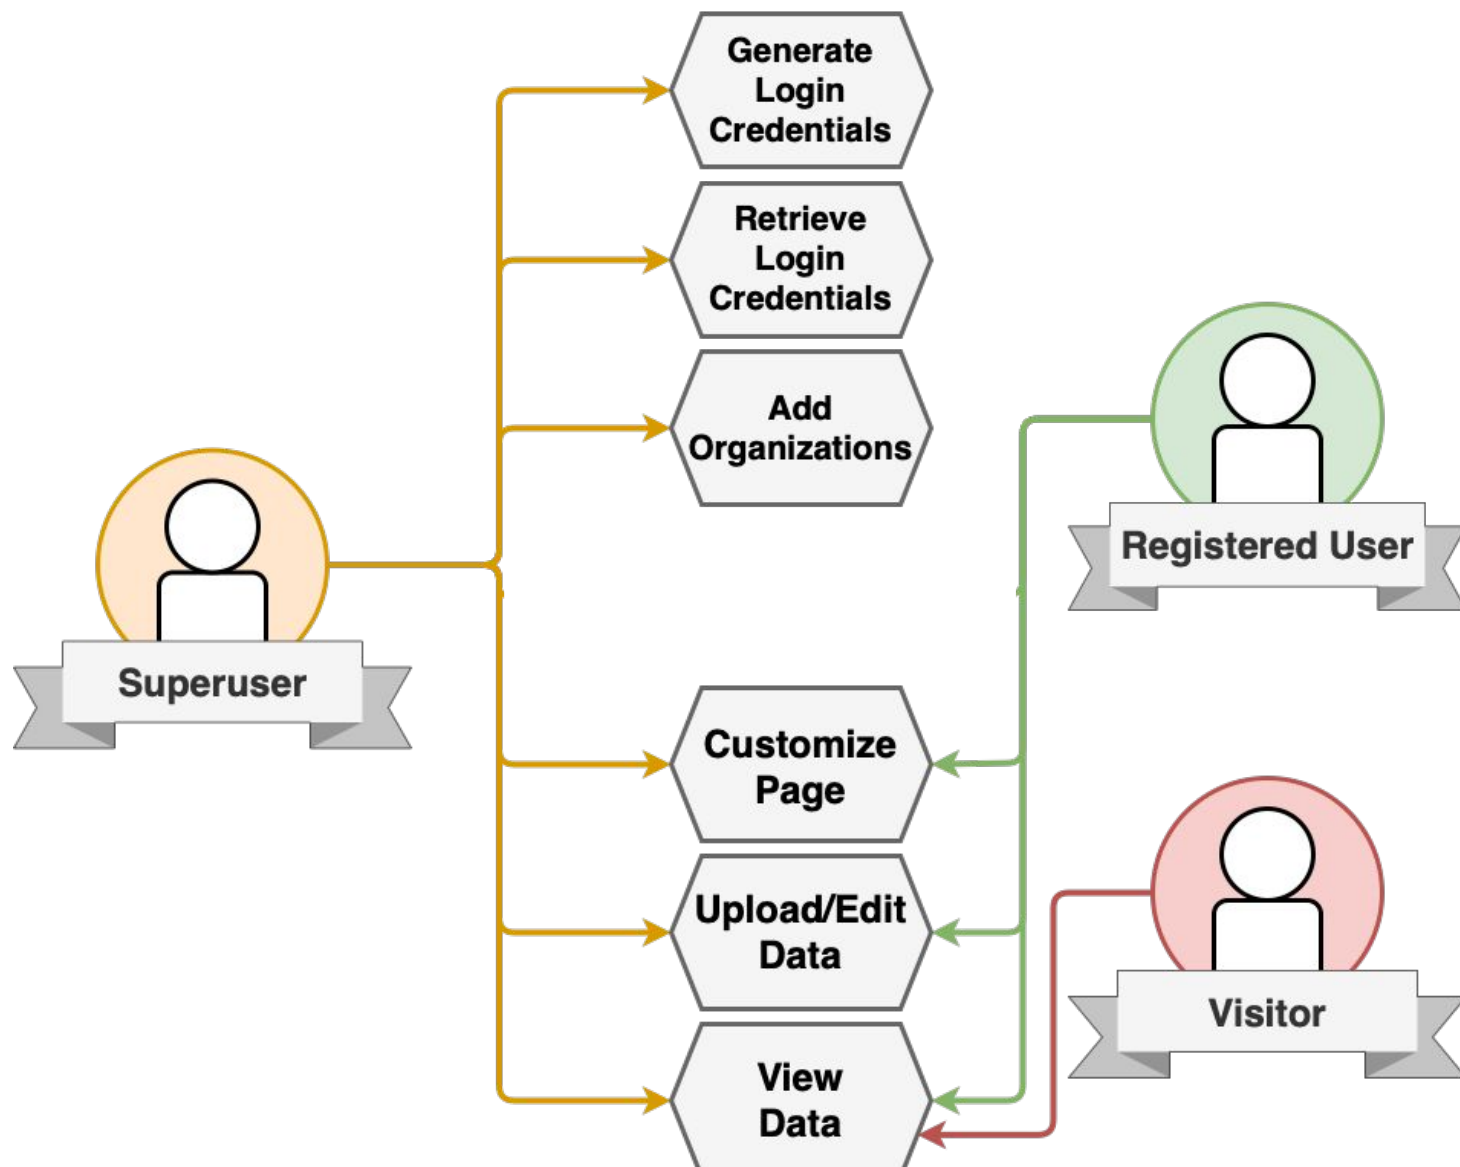 Generate
Login
Credentials
Retrieve
Login
Credentials
Add
Organizations
Registered User
Superuser
Customize
Page
Upload/Edit
Data
Visitor
View
Data